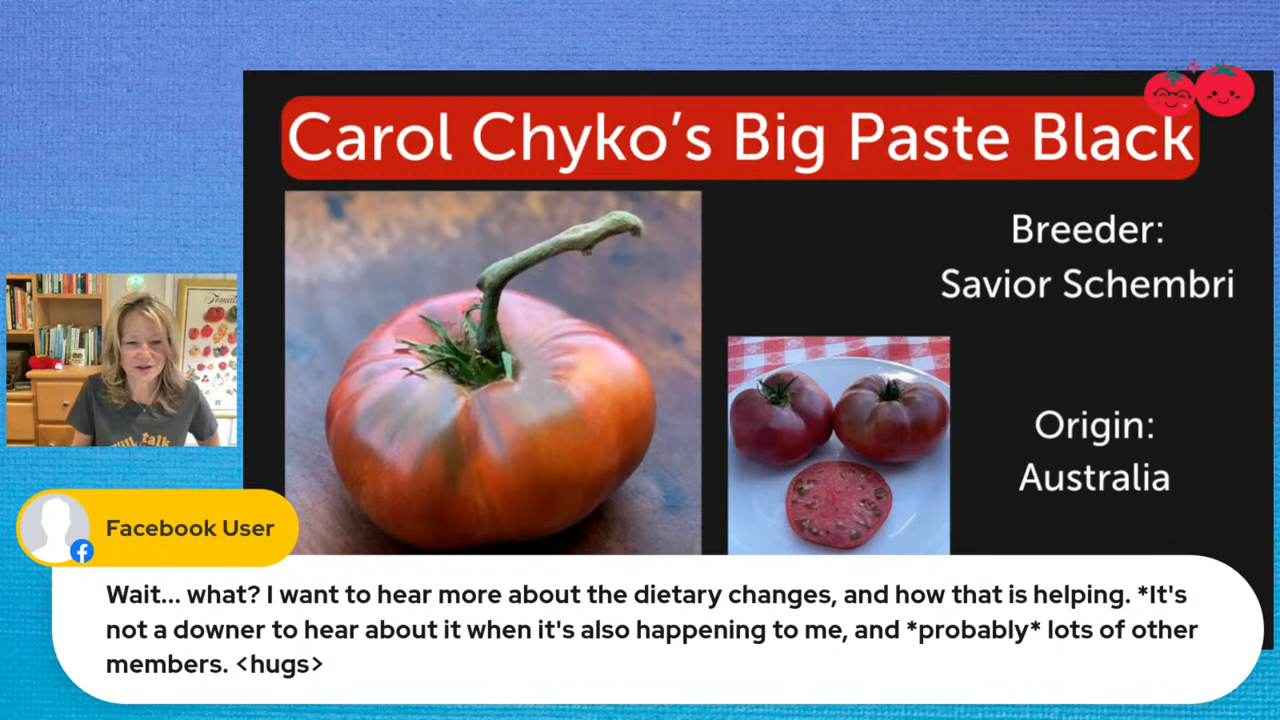 Carol Chyko’s Big Paste Black
Breeder:
Savior Schembri
Origin:
Australia
Tomato
talk
Facebook User
Wait... what? I want to hear more about the dietary changes, and how that is helping. *It's
not a downer to hear about it when it's also happening to me, and *probably* lots of other
members. <hugs>